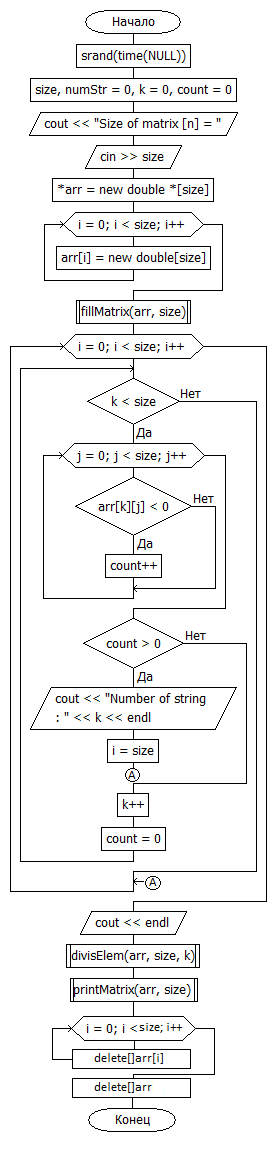 Начало
srand(time(NULL))
size, numStr = 0, k = 0, count = 0
cout << "Size of matrix [n] = "
cin >> size
*arr = new double *[size]
i = 0; i < size; i++
arr[i] = new double[size]
fillMatrix(arr, size)
i = 0; i < size; i++
k < size
Нет
Да
j = 0; j < size; j++
arr[k][j] < 0
Нет
Да
count++
count > 0
Нет
Да
cout << "Number of string
: " << k << endl
i = size
A
k++
count = 0
A
cout << endl
divisElem(arr, size, k)
printMatrix(arr, size)
i = 0; i < size; i++
delete[]arr[i]
delete[]arr
Конец